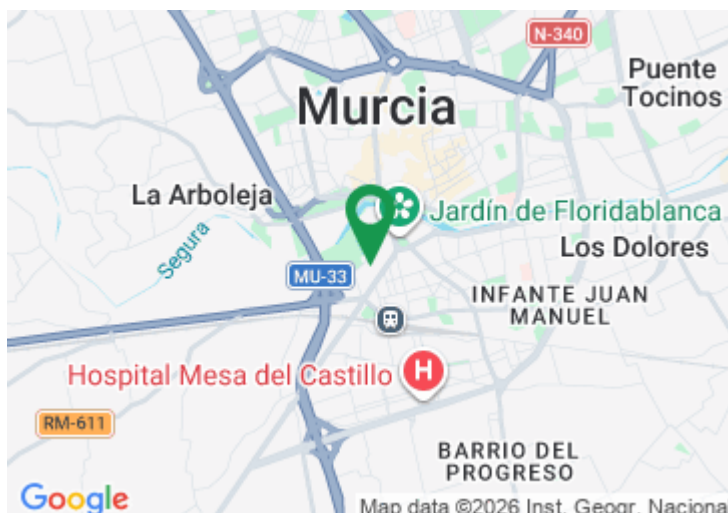 N-340
Puente
Tocinos
Murcia
La Arboleja
Jardín de Floridablanca
Segura
Los Dolores
MU-33
INFANTE JUAN
MANUEL
Hospital Mesa del Castillo
H
RM-611
BARRIO DEL
PROGRESO
Google
Map data ©2026 Inst. Geogr. Naciona